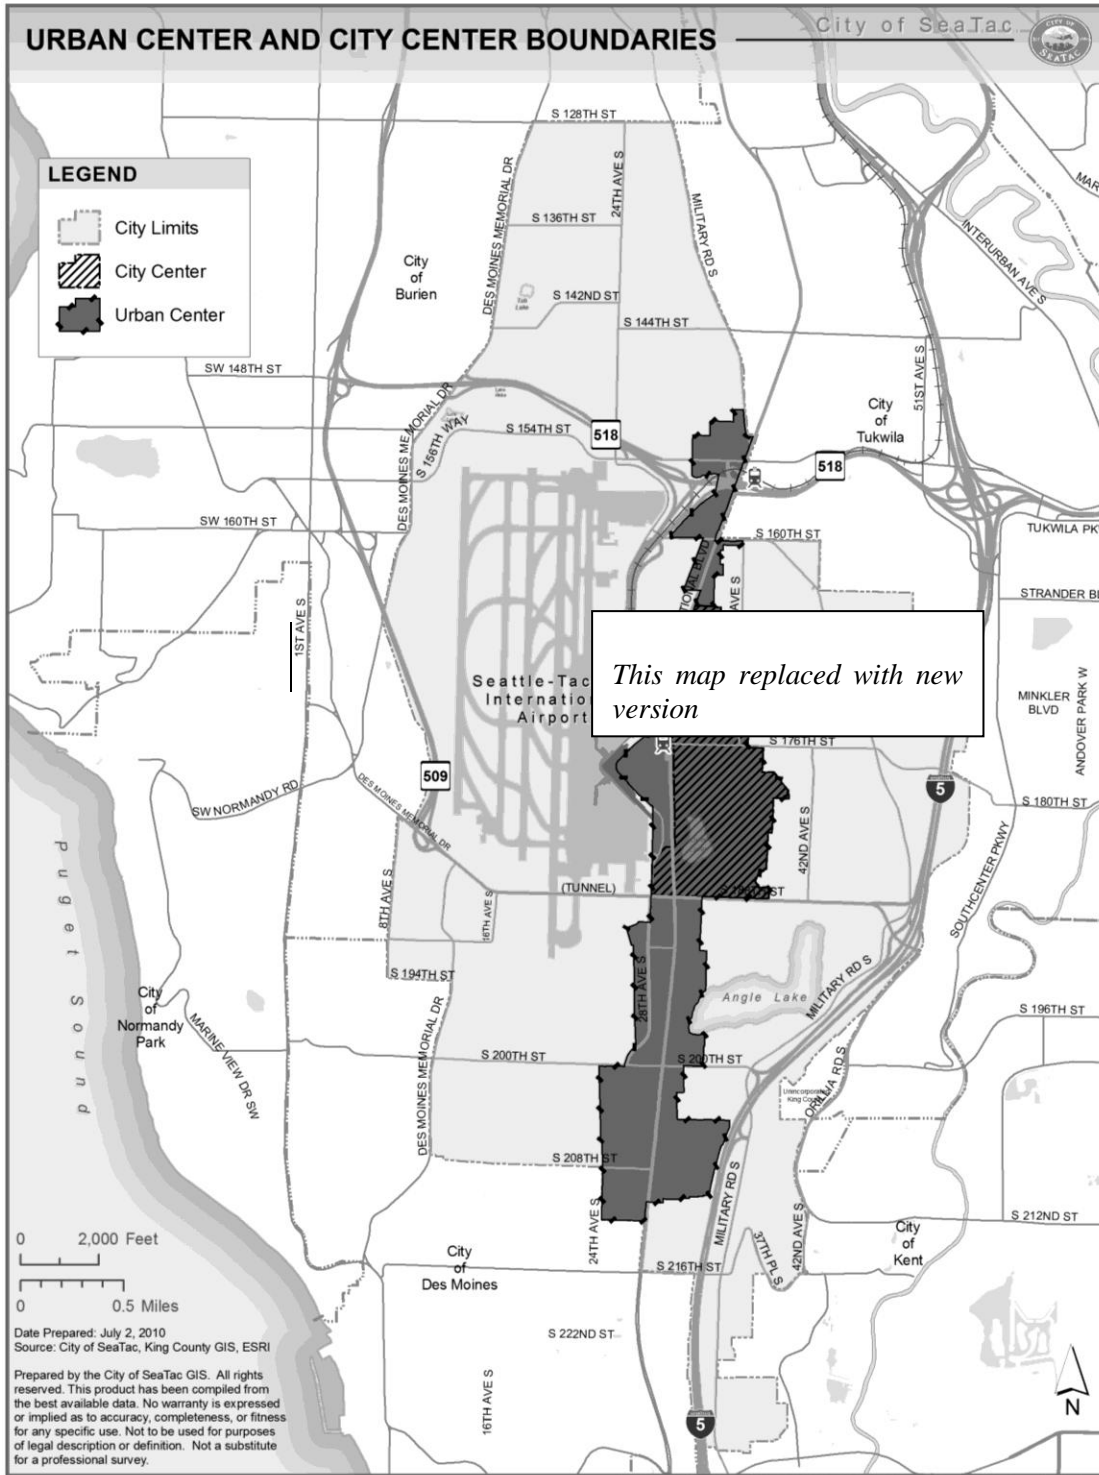 URBAN CENTER AND CITY CENTER BOUNDARIES
City of SeaTac
CITY OF
SEATAC
LEGEND
City Limits
City Center
Urban Center
S 128TH ST
24TH AVE S
DES MOINES MEMORIAL DR
MILITARY RD S
S 136TH ST
City
of
Burien
S 142ND ST
S 144TH ST
INTERURBAN AVE S
51ST AVE S
SW 148TH ST
City
of
Tukwila
DES MOINES MEMORIAL DR
S 156TH WAY
S 154TH ST
518
518
SW 160TH ST
S 160TH ST
TUKWILA PK
STRANDER BL
1ST AVE S
TIONAL BLVD
AVE S
This map replaced with new
version
Seattle-Tac
Internation
Airport
MINKLER
BLVD
ANDOVER PARK W
S 176TH ST
509
5
SW NORMANDY RD
DES MOINES MEMORIAL DR
S 180TH ST
42ND AVE S
SOUTHCENTER PKWY
Puget Sound
8TH AVE S
16TH AVE S
(TUNNEL)
S 194TH ST
28TH AVE S
Angle Lake
MILITARY RD S
City
of
Normandy
Park
MARINE VIEW DR SW
DES MOINES MEMORIAL DR
S 196TH ST
S 200TH ST
S 200TH ST
Unincorporated
King County
ORILLIA RD S
S 208TH ST
MILITARY RD S
24TH AVE S
42ND AVE S
37TH PL S
S 212ND ST
City
of
Kent
City
of
Des Moines
S 216TH ST
S 222ND ST
16TH AVE S
5
0 2,000 Feet
0 0.5 Miles
Date Prepared: July 2, 2010
Source: City of SeaTac, King County GIS, ESRI
Prepared by the City of SeaTac GIS. All rights
reserved. This product has been compiled from
the best available data. No warranty is expressed
or implied as to accuracy, completeness, or fitness
for any specific use. Not to be used for purposes
of legal description or definition. Not a substitute
for a professional survey.
N